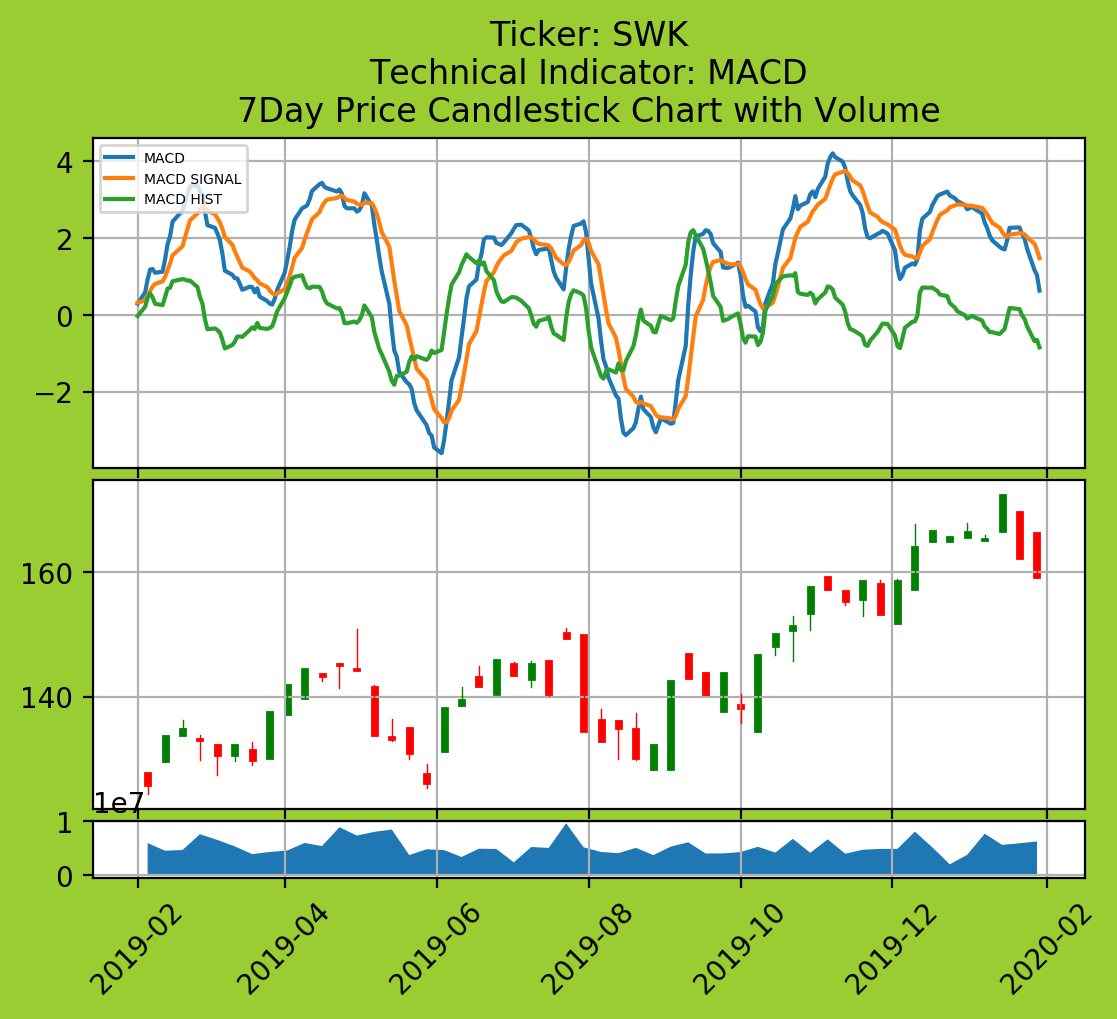 Ticker: SWK
Technical Indicator: MACD
7Day Price Candlestick Chart with Volume
MACD
MACD SIGNAL
MACD HIST
4
2
0
−2
160
140
1e7
1
0
2019-02
2019-04
2019-06
2019-08
2019-10
2019-12
2020-02